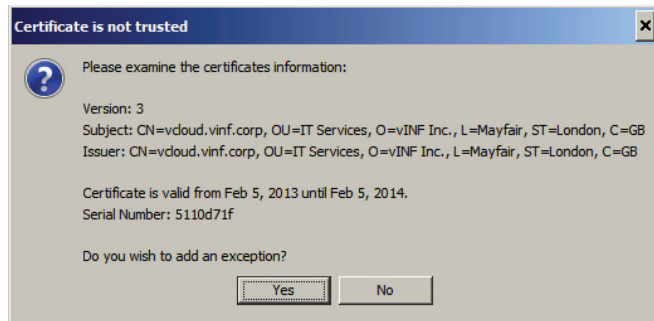 Certificate is not trusted
Please examine the certificates information:
Version: 3
Subject: CN=vcloud.vinf.corp, OU=IT Services, O=vINF Inc., L=Mayfair, ST=London, C=GB
Issuer: CN=vcloud.vinf.corp, OU=IT Services, O=vINF Inc., L=Mayfair, ST=London, C=GB
Certificate is valid from Feb 5, 2013 until Feb 5, 2014.
Serial Number: 5110d71f
Do you wish to add an exception?
Yes No